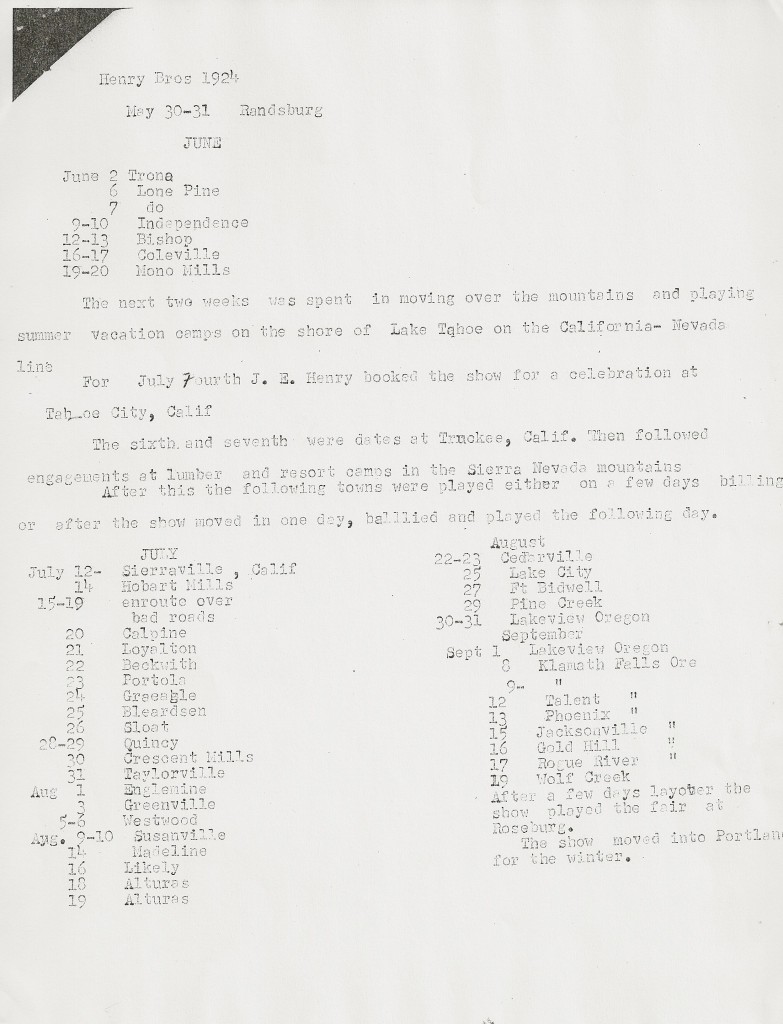 Henry Bros 1924
May 30-31 Randsburg
JUNE
June 2 Trona
6 Lone Pine
7 do
9-10 Independence
12-13 Bishop
16-17 Coleville
19-20 Mono Mills
The next two weeks was spent in moving over the mountains and playing
summer vacation camps on the shore of Lake Tahoe on the California- Nevada
line
For July Fourth J. E. Henry booked the show for a celebration at
Tahoe City, Calif
The sixth and seventh were dates at Truckee, Calif. Then followed
engagements at lumber and resort camps in the Sierra Nevada mountains
After this the following towns were played either on a few days billing
or after the show moved in one day, balllied and played the following day.
JULY
July 12- Sierraville , Calif
14 Hobart Mills
15-19 enroute over
bad roads
20 Calpine
21 Loyalton
22 Beckwith
23 Portola
24 Graeagle
25 Bleardsen
26 Sloat
28-29 Quincy
30 Crescent Mills
31 Taylorville
Aug 1 Englemine
3 Greenville
5-6 Westwood
Aug. 9-10 Susanville
14 Madeline
16 Likely
18 Alturas
19 Alturas
August
22-23 Cedarville
25 Lake City
27 Ft Bidwell
29 Pine Creek
30-31 Lakeview Oregon
September
Sept 1 Lakeview Oregon
8 Klamath Falls Ore
9- "
12 Talent "
13 Phoenix "
15 Jacksonville "
16 Gold Hill "
17 Rogue River "
19 Wolf Creek
After a few days layover the
show played the fair at
Roseburg.
The show moved into Portlan
for the winter.